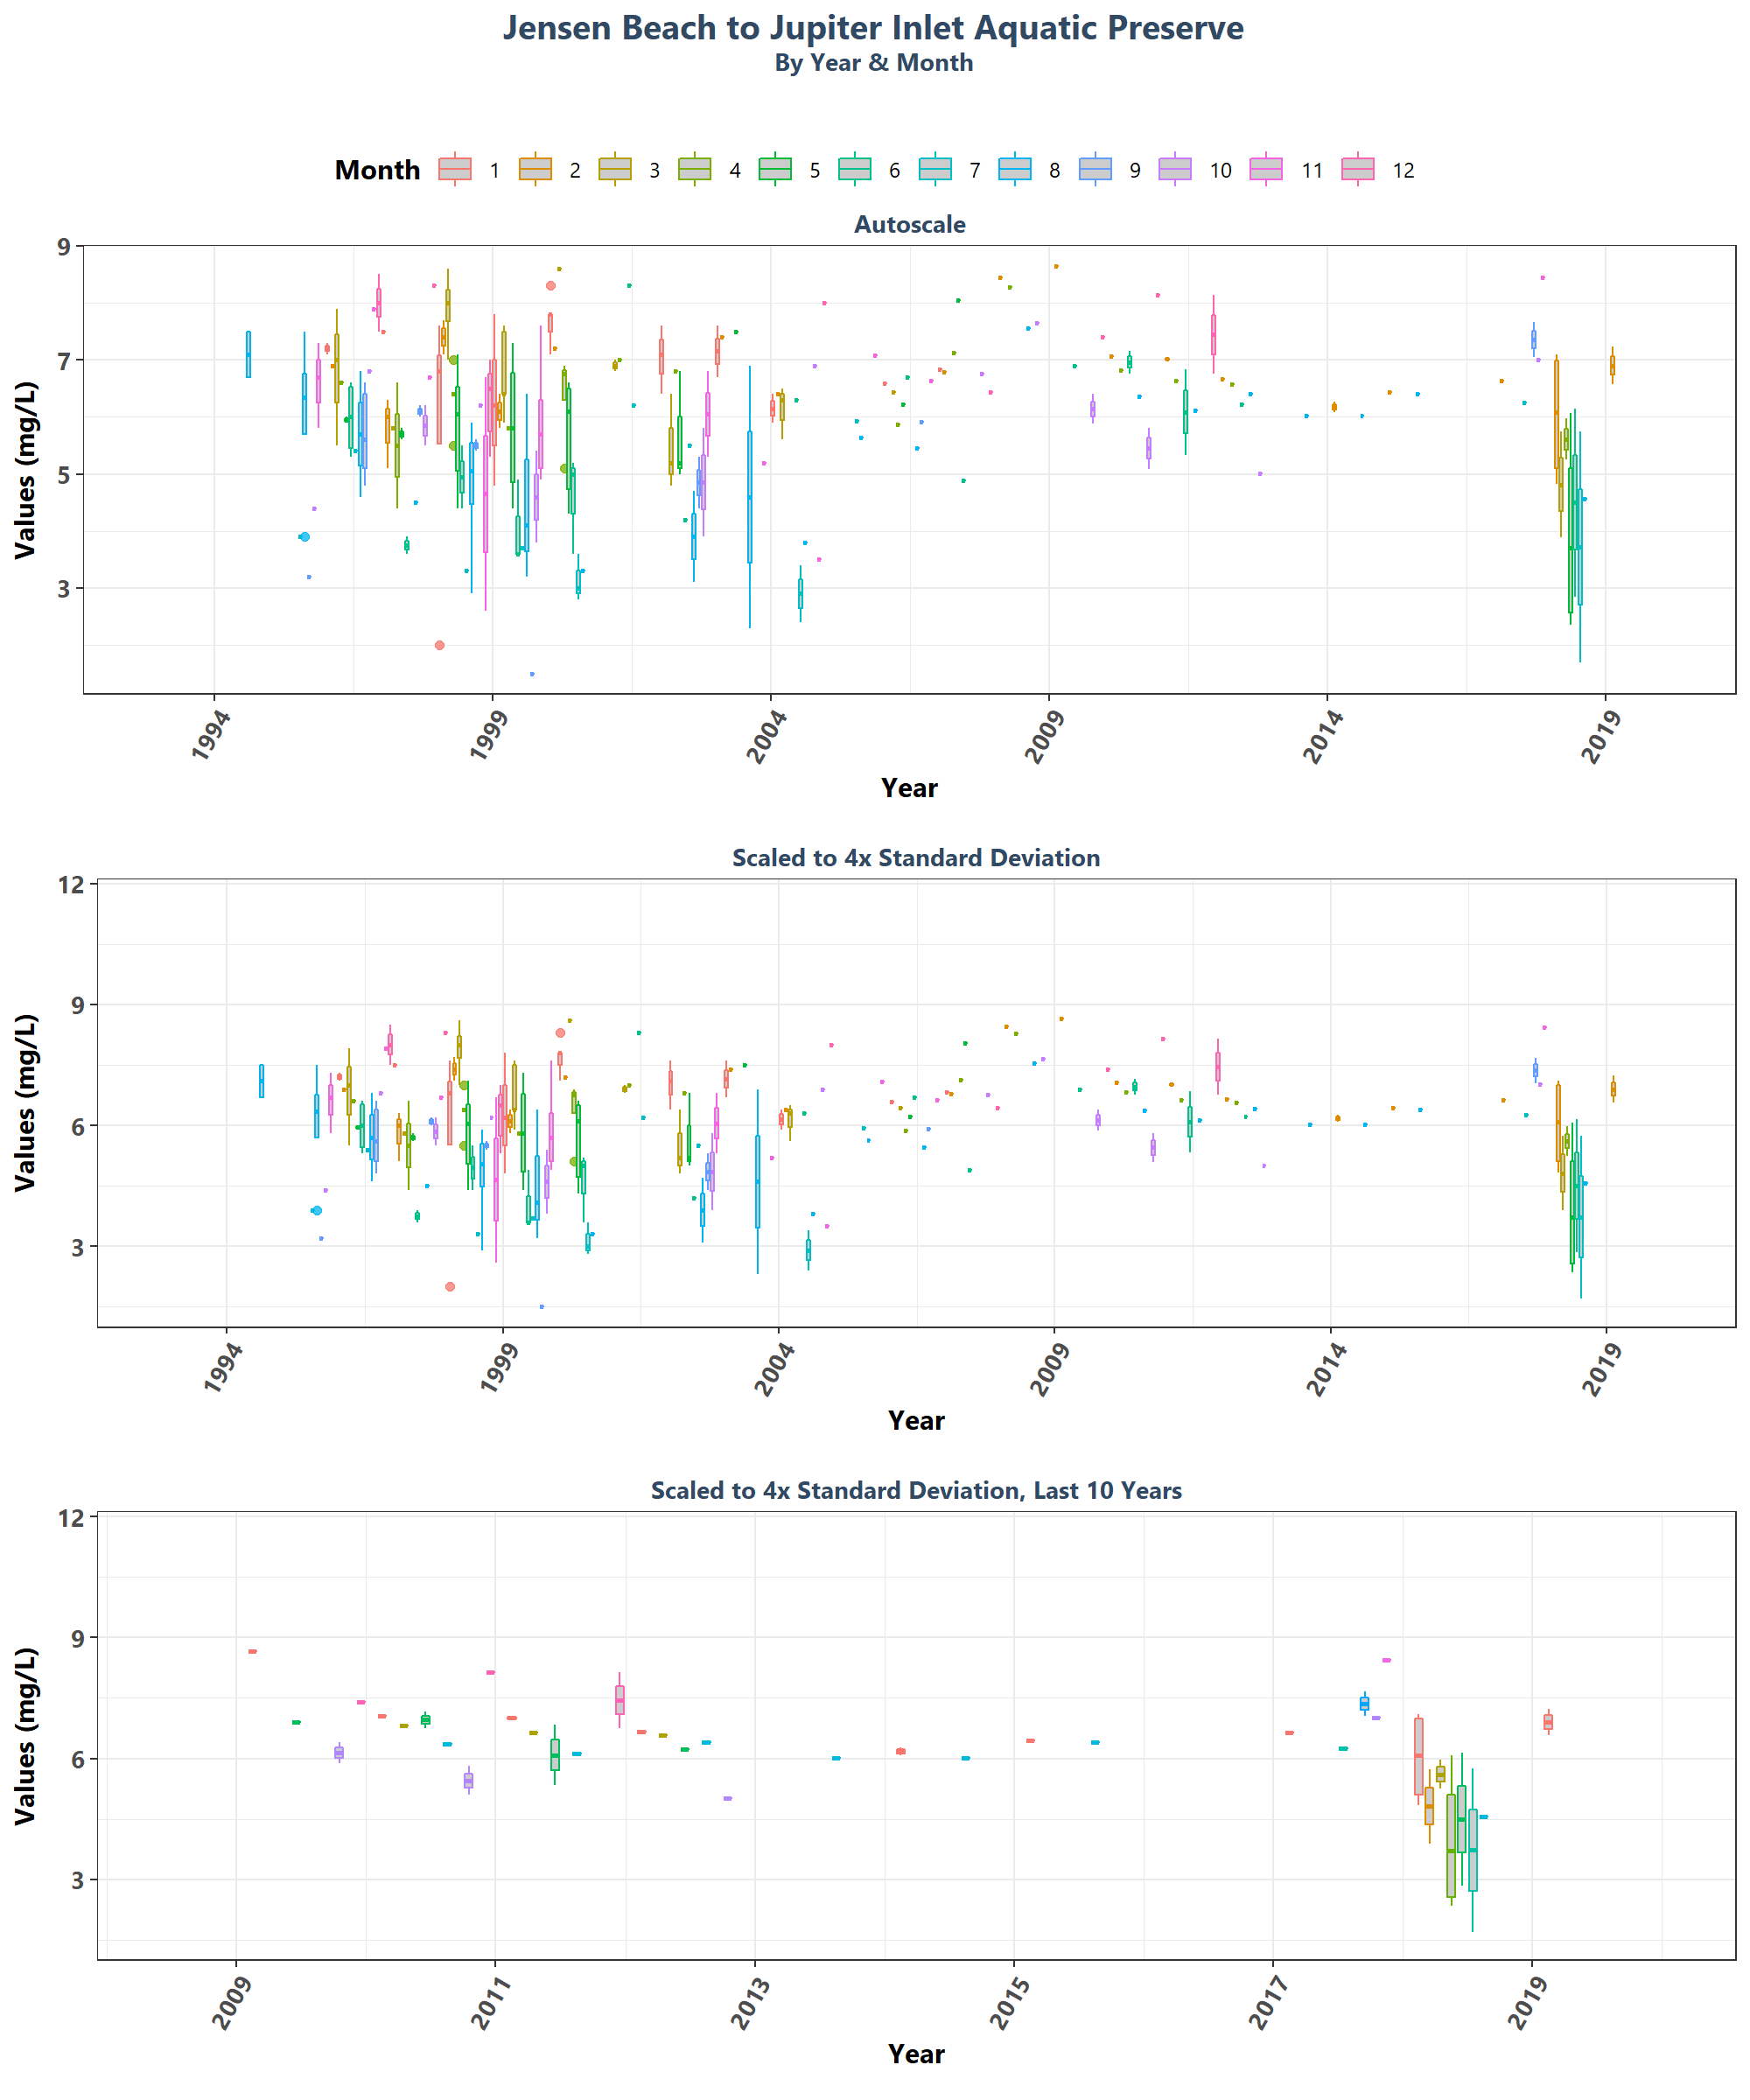 Jensen Beach to Jupiter Inlet Aquatic Preserve
By Year & Month
Month 1 2 3 4 5 6 7 8 9 10 11 12
Autoscale
Values (mg/L)
9
7
5
3
1994 1999 2004 2009 2014 2019
Year
Scaled to 4x Standard Deviation
Values (mg/L)
12
9
6
3
1994 1999 2004 2009 2014 2019
Year
Scaled to 4x Standard Deviation, Last 10 Years
Values (mg/L)
12
9
6
3
2009 2011 2013 2015 2017 2019
Year